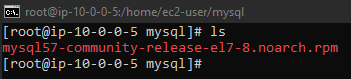 root@ip-10-0-0-5:/home/ec2-user/mysql
[root@ip-10-0-0-5 mysql]# ls
mysql57-community-release-el7-8.noarch.rpm
[root@ip-10-0-0-5 mysql]#